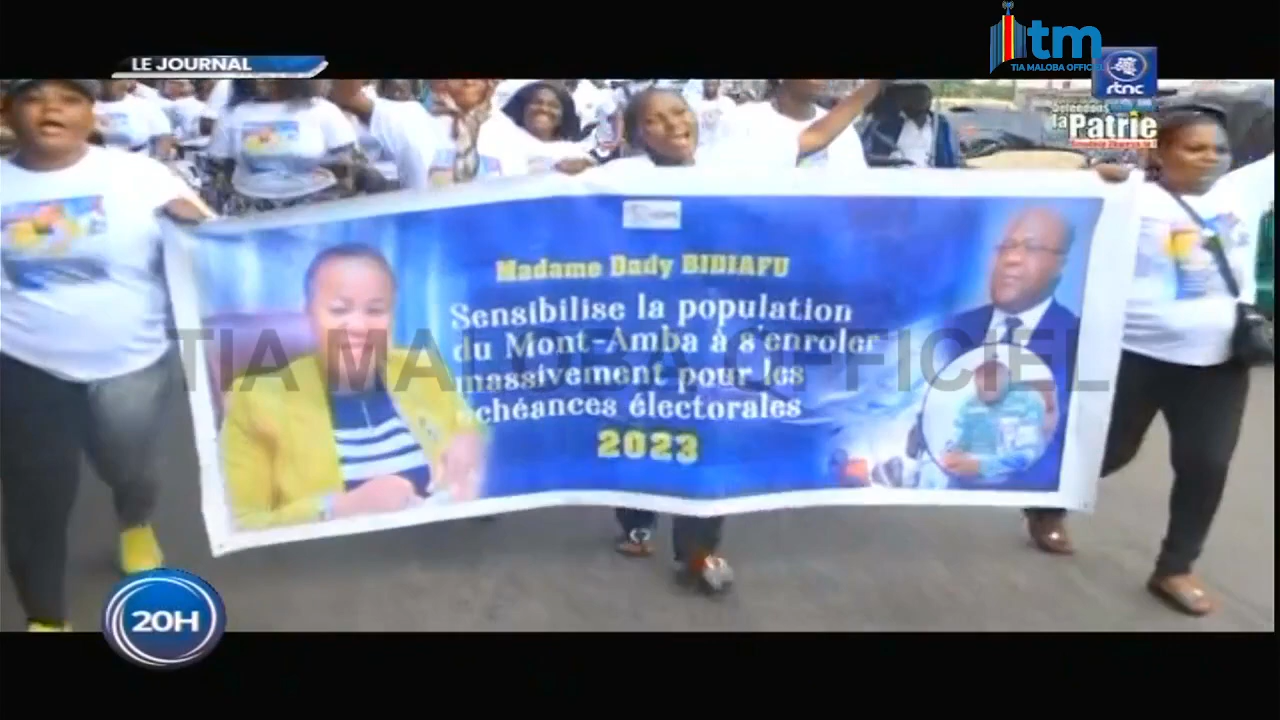 LE JOURNAL
tm
TIA MALOBA OFFICIEL
rtnc
Défendons
la Patrie
Madame Dady BIDIAFU
Sensibilise la population
du Mont-Amba à s'enroler
massivement pour les
échéances électorales
2023
TIA MALOBA OFFICIEL
20H